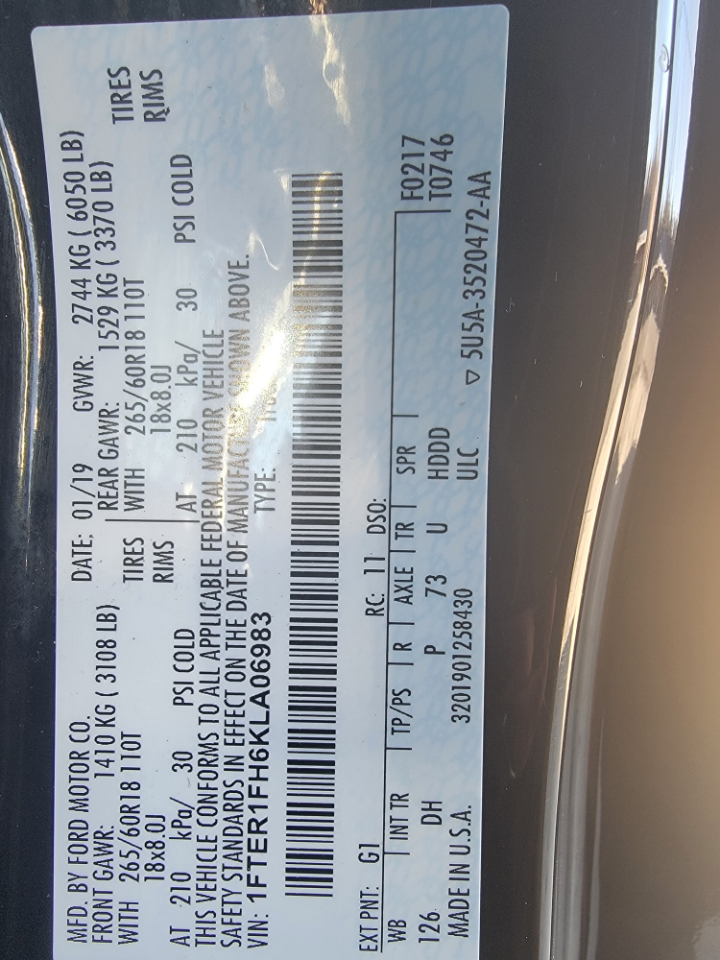 MFD. BY FORD MOTOR CO. DATE: 01/19 GVWR: 2744 KG ( 6050 LB)
FRONT GAWR: 1410 KG ( 3108 LB) REAR GAWR: 1529 KG ( 3370 LB)
WITH 265/60R18 110T TIRES WITH 265/60R18 110T TIRES
18x8.0J RIMS 18x8.0J RIMS
AT 210 kPa/ 30 PSI COLD AT 210 kPa/ 30 PSI COLD
THIS VEHICLE CONFORMS TO ALL APPLICABLE FEDERAL MOTOR VEHICLE
SAFETY STANDARDS IN EFFECT ON THE DATE OF MANUFACTURE SHOWN ABOVE.
VIN: 1FTER1FH6KLA06983 TYPE:
EXT PNT: G1 RC: 11 DSO:
WB INT TR TP/PS R AXLE TR SPR F0217
126 DH P 73 U HDDD T0746
MADE IN U.S.A. 3201901258430 ULC ▽ 5U5A-3520472-AA